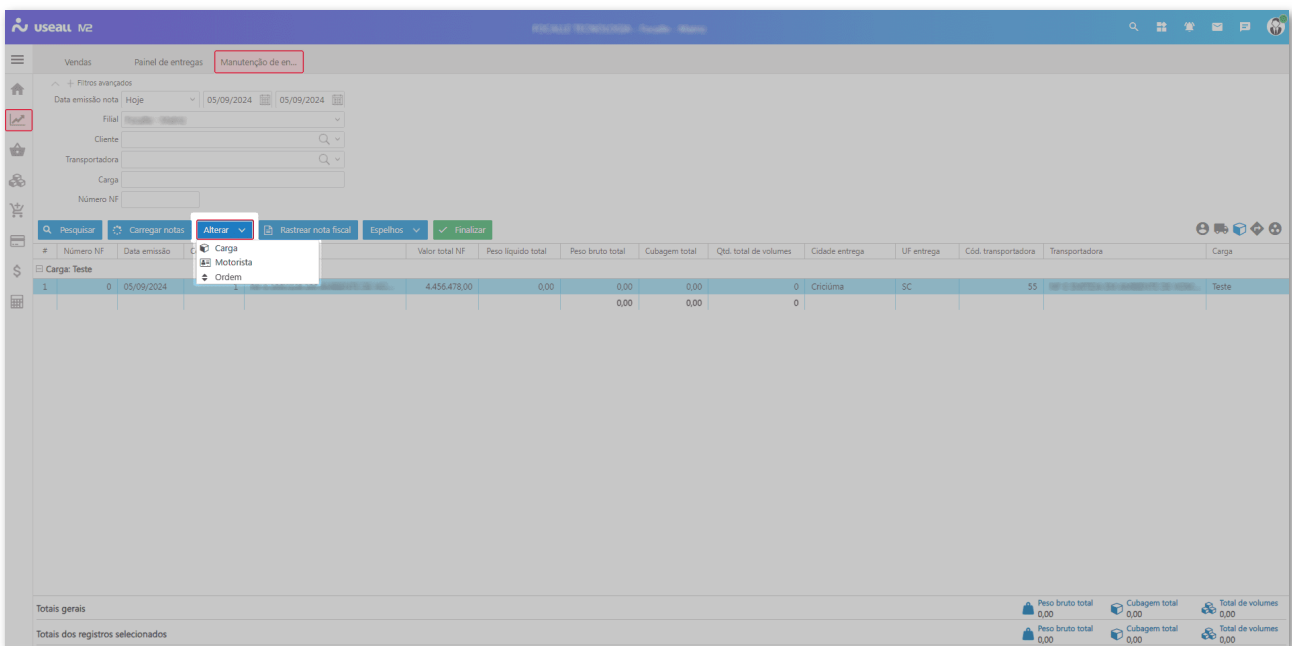 useall M2
Vendas Painel de entregas Manutenção de en...
Filtros avançados
Data emissão nota Hoje 05/09/2024 05/09/2024
Filial
Cliente
Transportadora
Carga
Número NF
Pesquisar Carregar notas Alterar Rastrear nota fiscal Espelhos Finalizar
Carga
Motorista
Ordem
# Número NF Data emissão Valor total NF Peso líquido total Peso bruto total Cubagem total Qtd. total de volumes Cidade entrega UF entrega Cód. transportadora Transportadora Carga
Carga: Teste
1 0 05/09/2024 1 4.456.478,00 0,00 0,00 0,00 0 Criciúma SC 55 Teste
0,00 0,00 0
Totais gerais Peso bruto total 0,00 Cubagem total 0,00 Total de volumes 0,00
Totais dos registros selecionados Peso bruto total 0,00 Cubagem total 0,00 Total de volumes 0,00